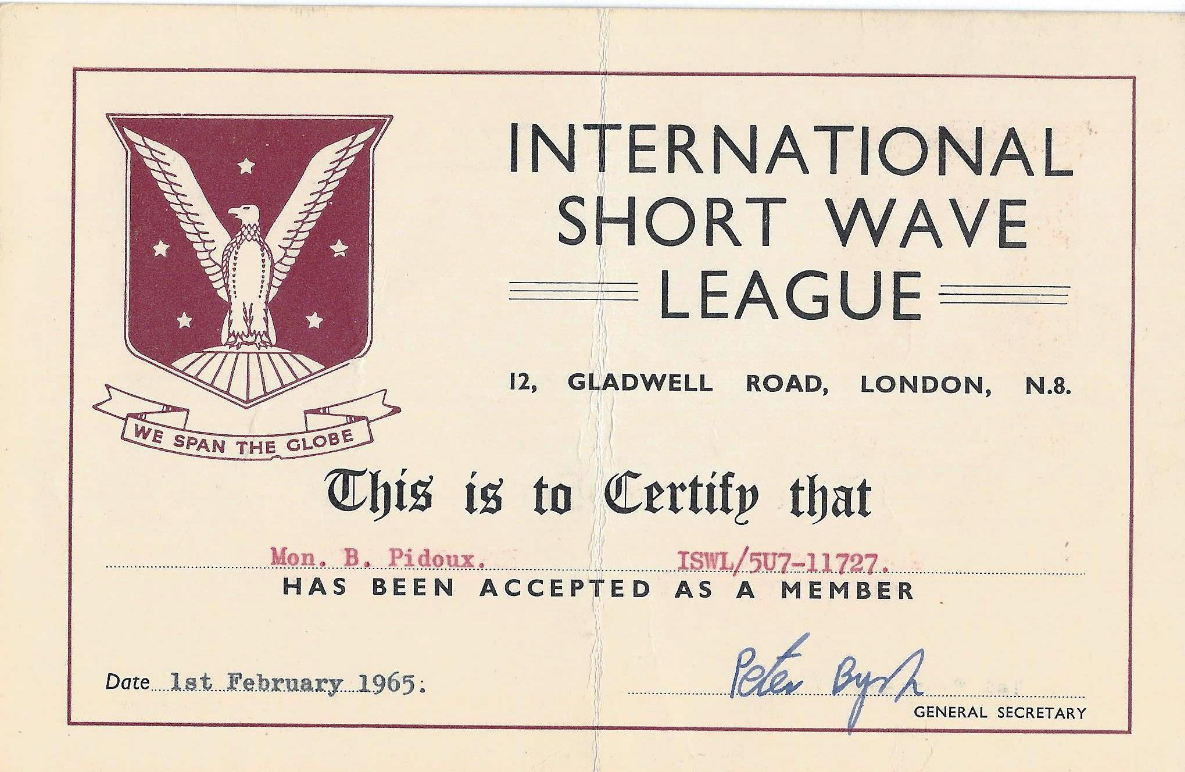 INTERNATIONAL
SHORT WAVE
LEAGUE
12, GLADWELL ROAD, LONDON, N.8.
WE SPAN THE GLOBE
This is to Certify that
Mon. B. Pidoux. ISWL/5U7-11727.
HAS BEEN ACCEPTED AS A MEMBER
Date 1st February 1965.
Peter
GENERAL SECRETARY